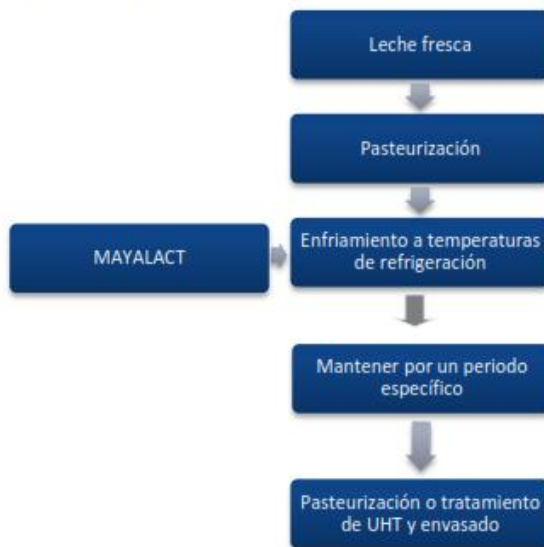 Leche fresca
Pasteurización
MAYALACT
Enfriamiento a temperaturas
de refrigeración
Mantener por un periodo
específico
Pasteurización o tratamiento
de UHT y envasado